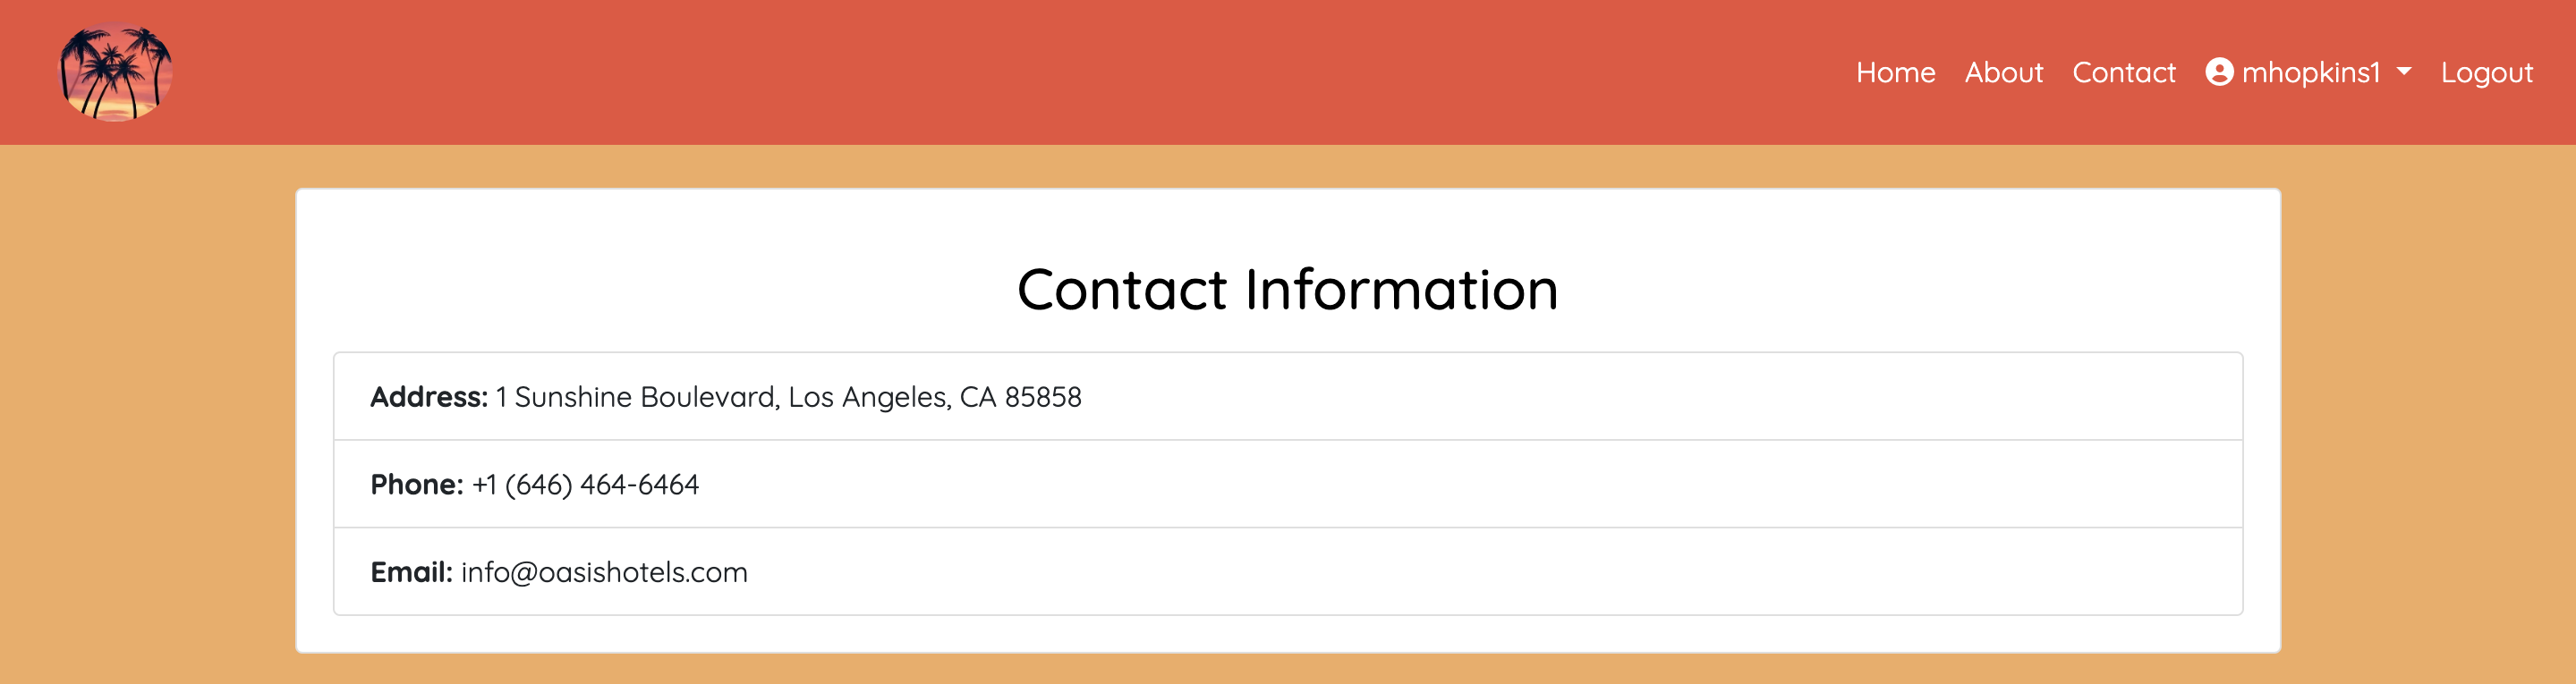 Home About Contact mhopkins1 Logout
Contact Information
Address: 1 Sunshine Boulevard, Los Angeles, CA 85858
Phone: +1 (646) 464-6464
Email: info@oasishotels.com